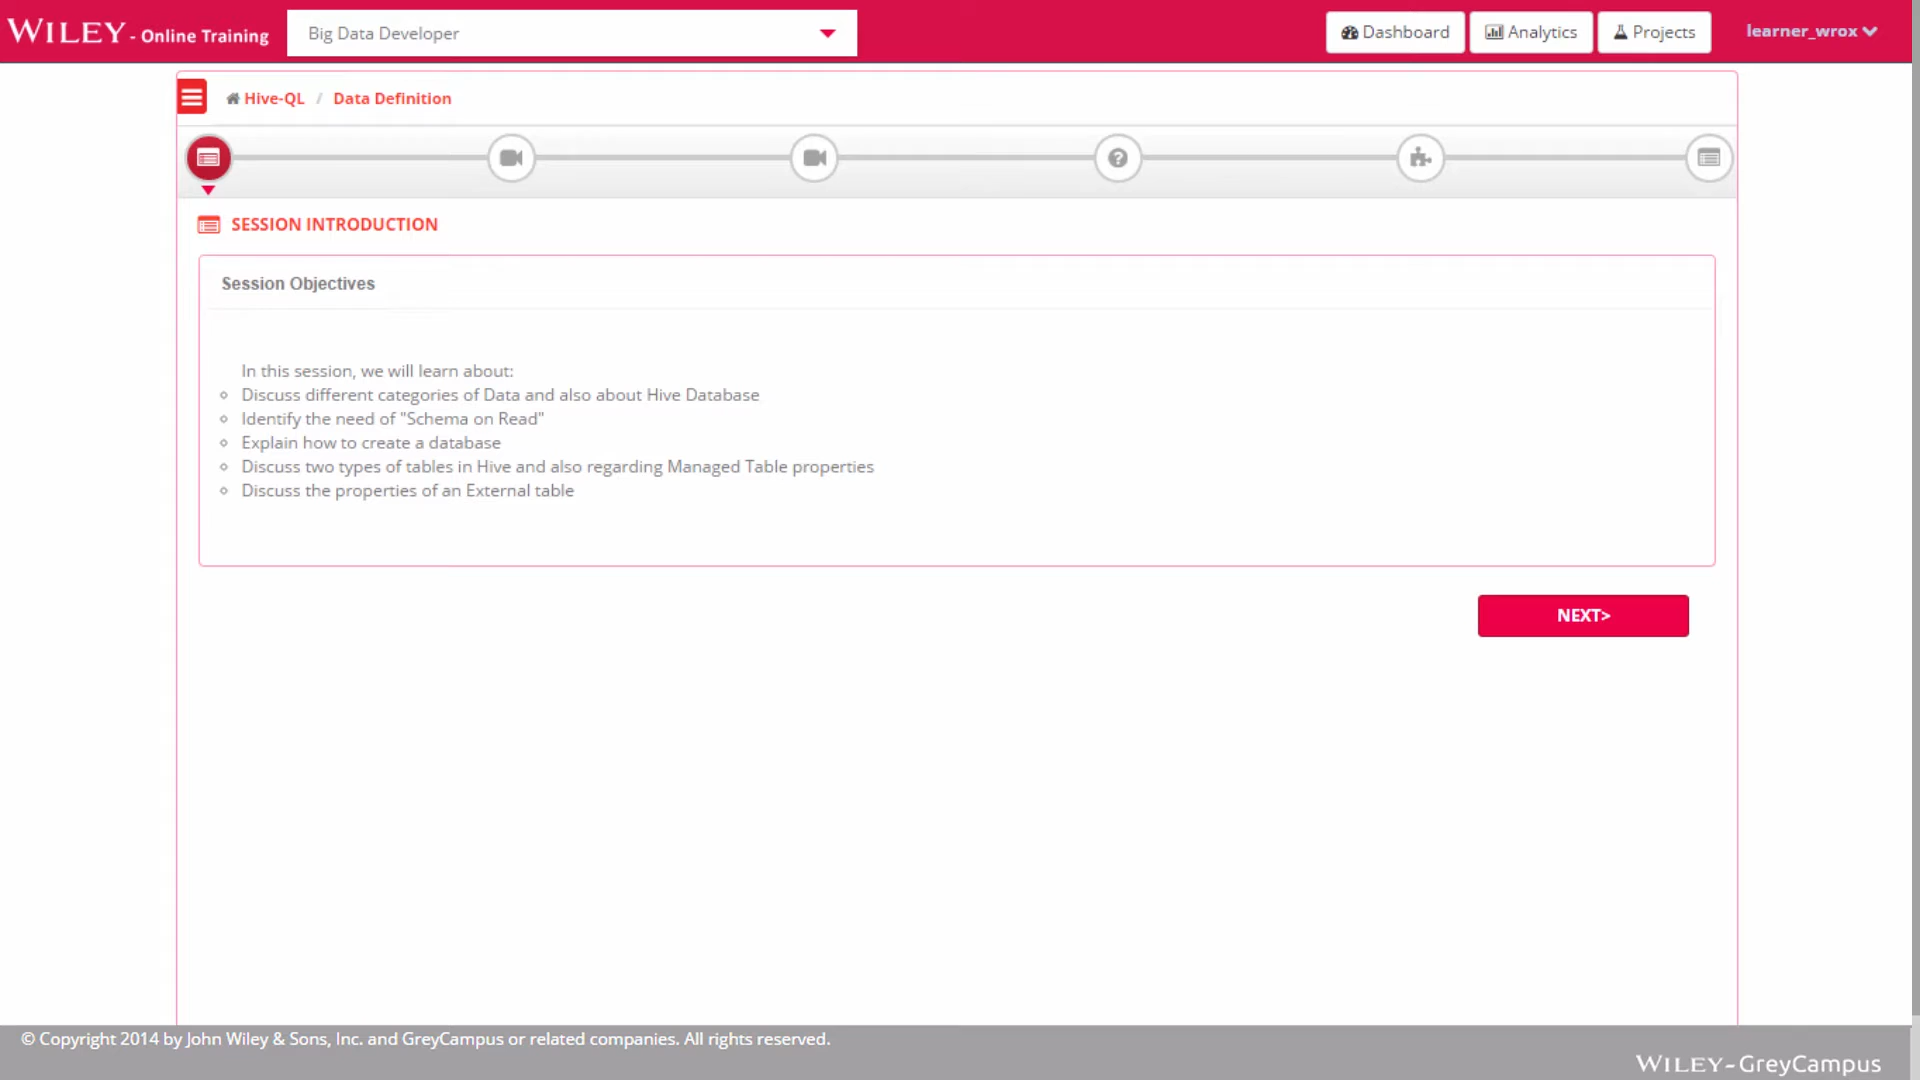 WILEY - Online Training
Big Data Developer
Dashboard
Analytics
Projects
learner_wrox
Hive-QL / Data Definition
SESSION INTRODUCTION
Session Objectives
In this session, we will learn about:
Discuss different categories of Data and also about Hive Database
Identify the need of "Schema on Read"
Explain how to create a database
Discuss two types of tables in Hive and also regarding Managed Table properties
Discuss the properties of an External table
NEXT>
© Copyright 2014 by John Wiley & Sons, Inc. and GreyCampus or related companies. All rights reserved.
WILEY-GreyCampus